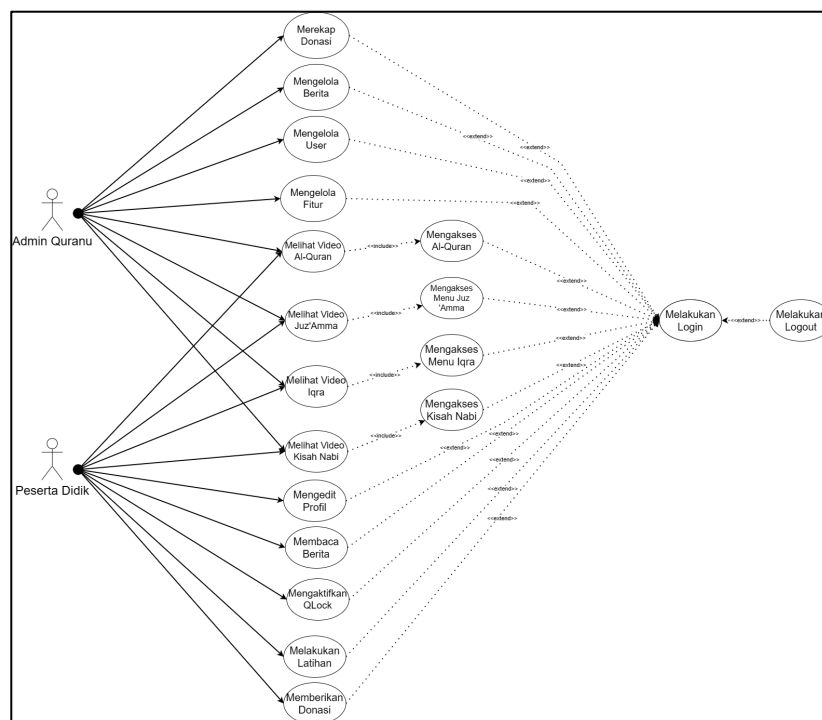 Merekap
Donasi
Mengelola
Berita
<<extend>>
<<extend>>
Mengelola
User
<<extend>>
Mengelola
Fitur
<<extend>>
Admin Quranu
Melihat Video
Al-Quran
<<include>>
Mengakses
Al-Quran
<<extend>>
Melihat Video
Juz'Amma
<<include>>
Mengakses
Menu Juz
'Amma
<<extend>>
Melakukan
Login
<<extend>>
Melakukan
Logout
Melihat Video
Iqra
<<include>>
Mengakses
Menu Iqra
<<extend>>
Mengakses
Kisah Nabi
<<extend>>
Melihat Video
Kisah Nabi
<<include>>
<<extend>>
<<extend>>
Peserta Didik
Mengedit
Profil
<<extend>>
<<extend>>
<<extend>>
Membaca
Berita
Mengaktifkan
QLock
Melakukan
Latihan
Memberikan
Donasi